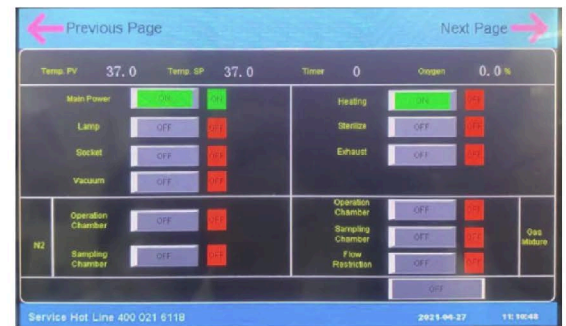 Previous Page
Next Page
Temp. PV 37.0 Temp. SP 37.0 Timer 0 Oxygen 0.0 %
Main Power ON ON Heating ON OFF
Lamp OFF OFF Sterilize OFF OFF
Socket OFF OFF Exhaust OFF OFF
Vacuum OFF OFF
N2
Operation Chamber OFF OFF
Sampling Chamber OFF OFF
Operation Chamber OFF OFF
Sampling Chamber OFF OFF
Flow Restriction OFF OFF
Gas Mixture
OFF
Service Hot Line 400 021 6118
2021-04-27 11:10:48